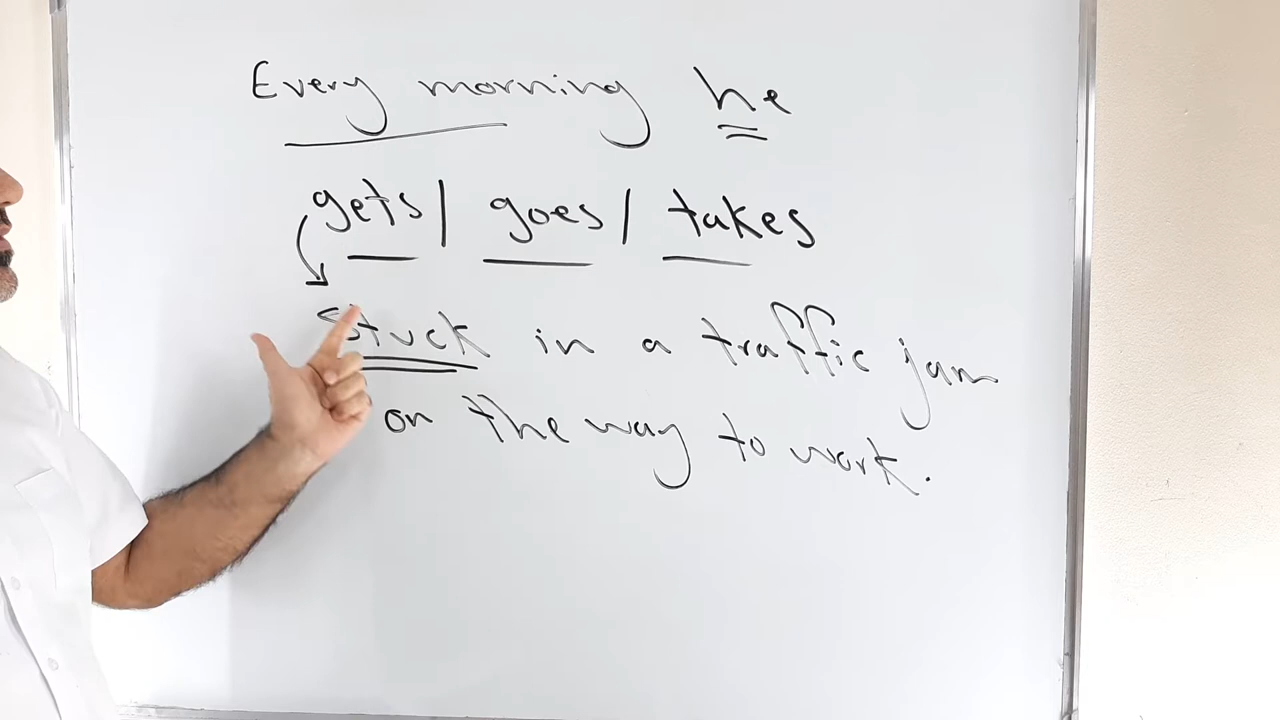 Every morning he
gets / goes / takes
stuck in a traffic jam
on the way to work.